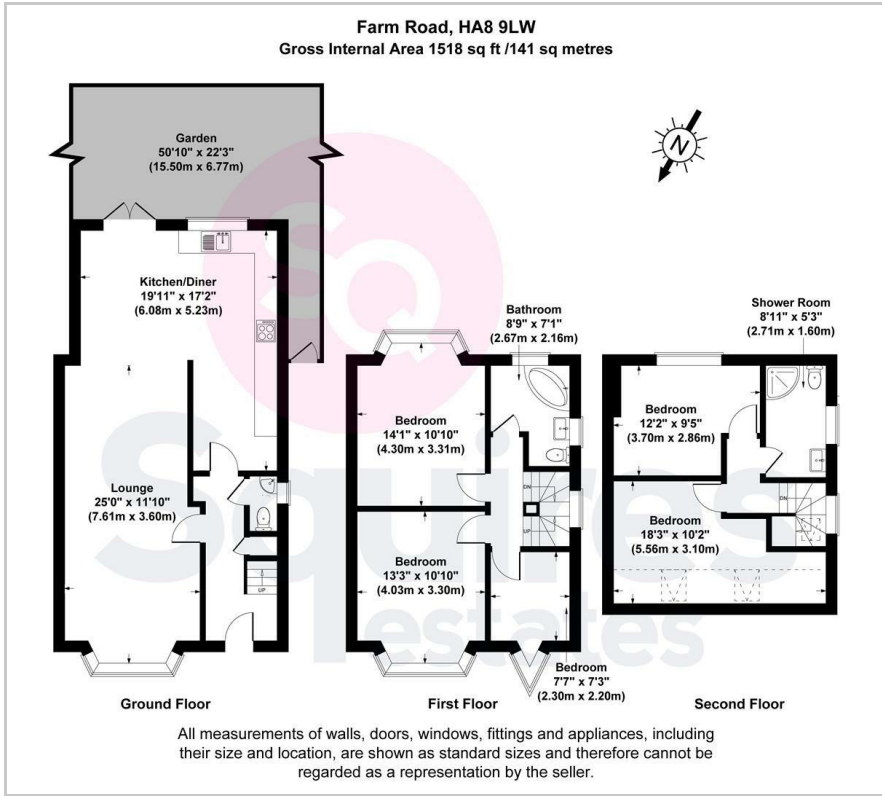 Farm Road, HA8 9LW
Gross Internal Area 1518 sq ft /141 sq metres
Garden
50'10" x 22'3"
(15.50m x 6.77m)
N
Kitchen/Diner
19'11" x 17'2"
(6.08m x 5.23m)
Lounge
25'0" x 11'10"
(7.61m x 3.60m)
UP
Ground Floor
Bathroom
8'9" x 7'1"
(2.67m x 2.16m)
Bedroom
14'1" x 10'10"
(4.30m x 3.31m)
DN
UP
Bedroom
13'3" x 10'10"
(4.03m x 3.30m)
Bedroom
7'7" x 7'3"
(2.30m x 2.20m)
First Floor
Shower Room
8'11" x 5'3"
(2.71m x 1.60m)
Bedroom
12'2" x 9'5"
(3.70m x 2.86m)
DN
Bedroom
18'3" x 10'2"
(5.56m x 3.10m)
Second Floor
SQ
Squires
estates
All measurements of walls, doors, windows, fittings and appliances, including
their size and location, are shown as standard sizes and therefore cannot be
regarded as a representation by the seller.